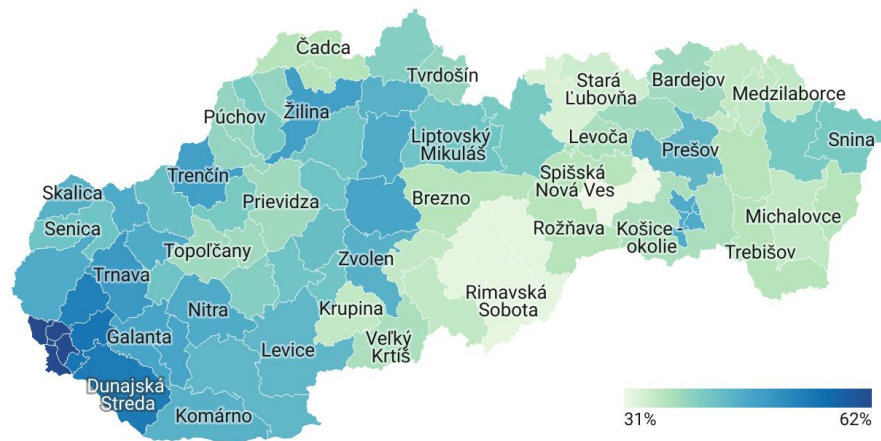 Čadca
Tvrdošín
Stará
Ľubovňa
Bardejov
Medzilaborce
Púchov
Žilina
Liptovský
Mikuláš
Levoča
Prešov
Snina
Skalica
Trenčín
Prievidza
Brezno
Spišská
Nová Ves
Senica
Topoľčany
Rožňava
Košice -
okolie
Michalovce
Trebišov
Trnava
Zvolen
Nitra
Krupina
Rimavská
Sobota
Galanta
Levice
Veľký
Krtíš
Dunajská
Streda
Komárno
31%
62%